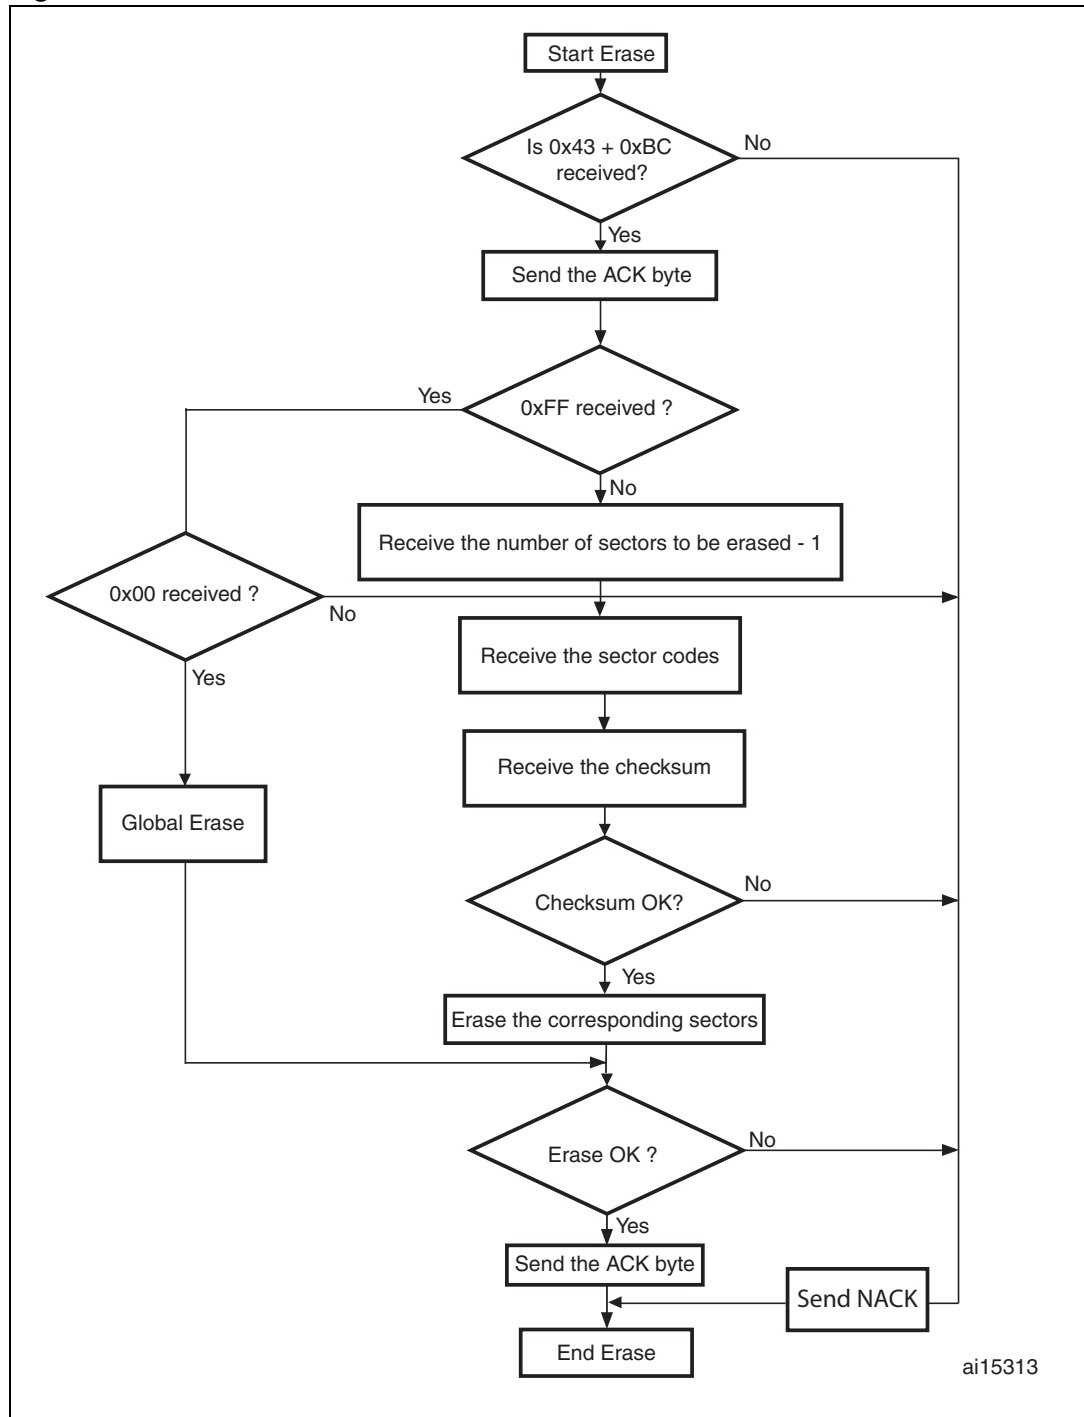 Start Erase
Is 0x43 + 0xBC
received?
No
Yes
Send the ACK byte
Yes
0xFF received ?
No
Receive the number of sectors to be erased - 1
0x00 received ?
No
Receive the sector codes
Yes
Receive the checksum
Global Erase
No
Checksum OK?
Yes
Erase the corresponding sectors
No
Erase OK ?
Yes
Send the ACK byte
Send NACK
End Erase
ai15313